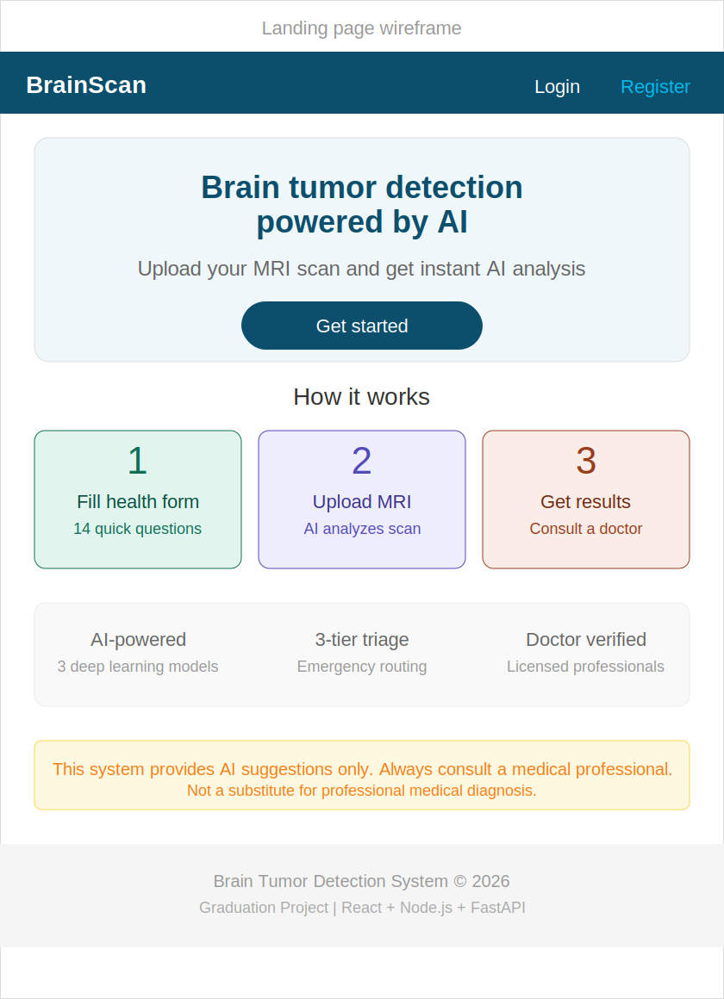 Landing page wireframe
BrainScan
Login
Register
Brain tumor detection
powered by AI
Upload your MRI scan and get instant AI analysis
Get started
How it works
1
Fill health form
14 quick questions
2
Upload MRI
AI analyzes scan
3
Get results
Consult a doctor
AI-powered
3 deep learning models
3-tier triage
Emergency routing
Doctor verified
Licensed professionals
This system provides AI suggestions only. Always consult a medical professional.
Not a substitute for professional medical diagnosis.
Brain Tumor Detection System © 2026
Graduation Project | React + Node.js + FastAPI